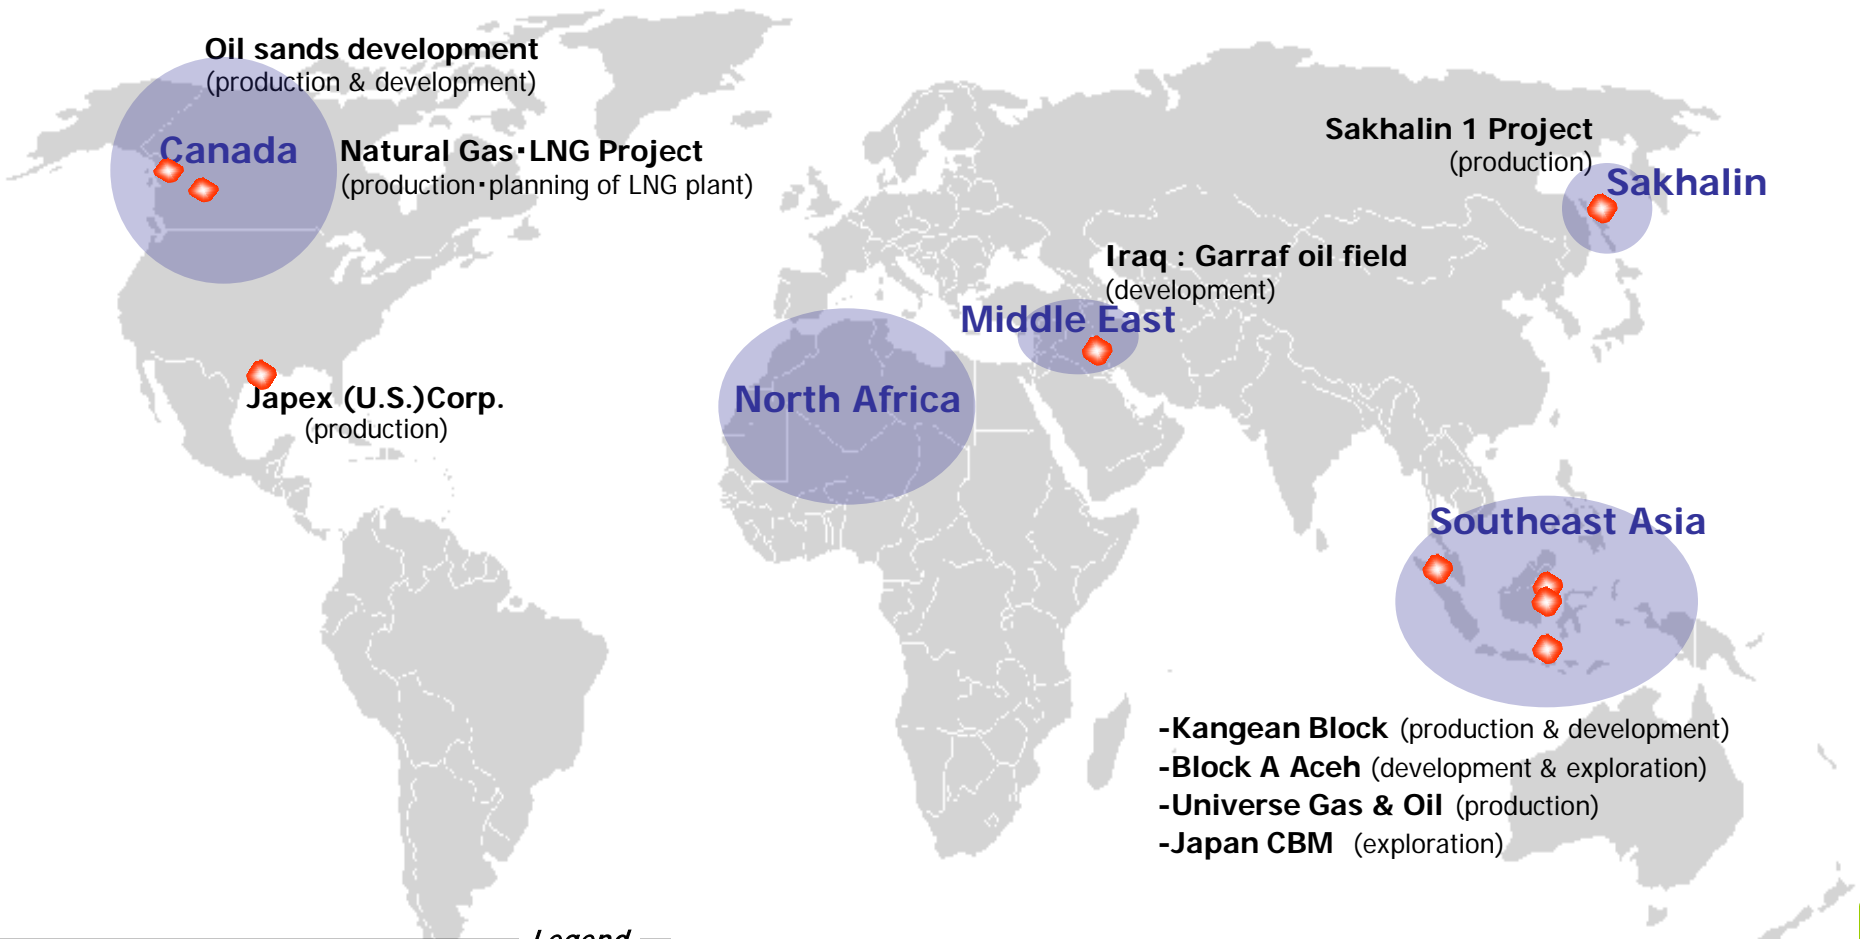 Oil sands development
(production & development)
Canada
Natural Gas・LNG Project
(production・planning of LNG plant)
Japex (U.S.)Corp.
(production)
North Africa
Middle East
Iraq : Garraf oil field
(development)
Sakhalin 1 Project
(production)
Sakhalin
Southeast Asia
-Kangean Block (production & development)
-Block A Aceh (development & exploration)
-Universe Gas & Oil (production)
-Japan CBM (exploration)
Legend